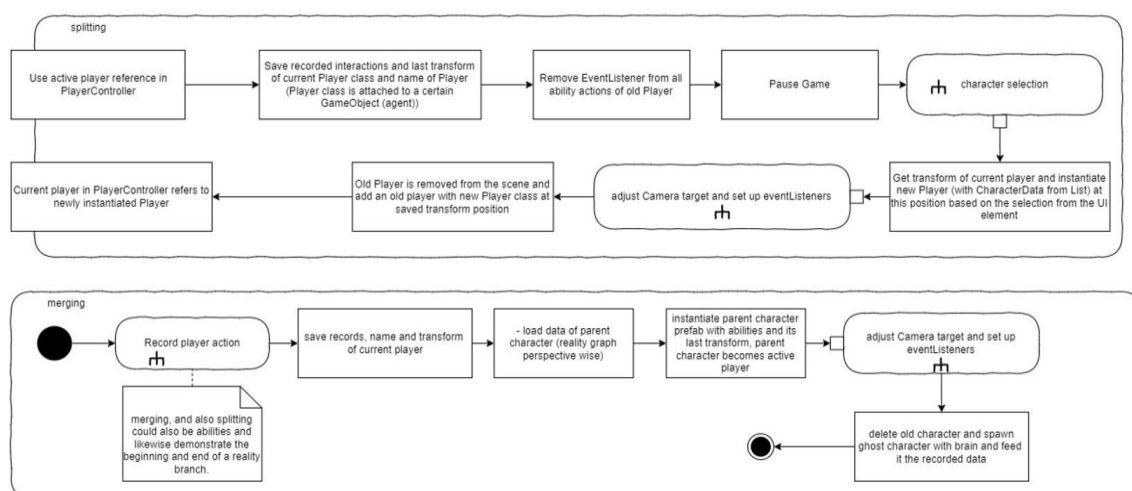 splitting
Use active player reference in
PlayerController
Save recorded interactions and last transform
of current Player class and name of Player
(Player class is attached to a certain
GameObject (agent))
Remove EventListener from all
ability actions of old Player
Pause Game
character selection
Get transform of current player and instantiate
new Player (with CharacterData from List) at
this position based on the selection from the UI
element
adjust Camera target and set up eventListeners
Old Player is removed from the scene and
add an old player with new Player class at
saved transform position
Current player in PlayerController refers to
newly instantiated Player
merging
Record player action
merging, and also splitting
could also be abilities and
likewise demonstrate the
beginning and end of a reality
branch.
save records, name and transform
of current player
- load data of parent
character (reality graph
perspective wise)
instantiate parent character
prefab with abilities and its
last transform, parent
character becomes active
player
adjust Camera target and set up
eventListeners
delete old character and spawn
ghost character with brain and feed
it the recorded data